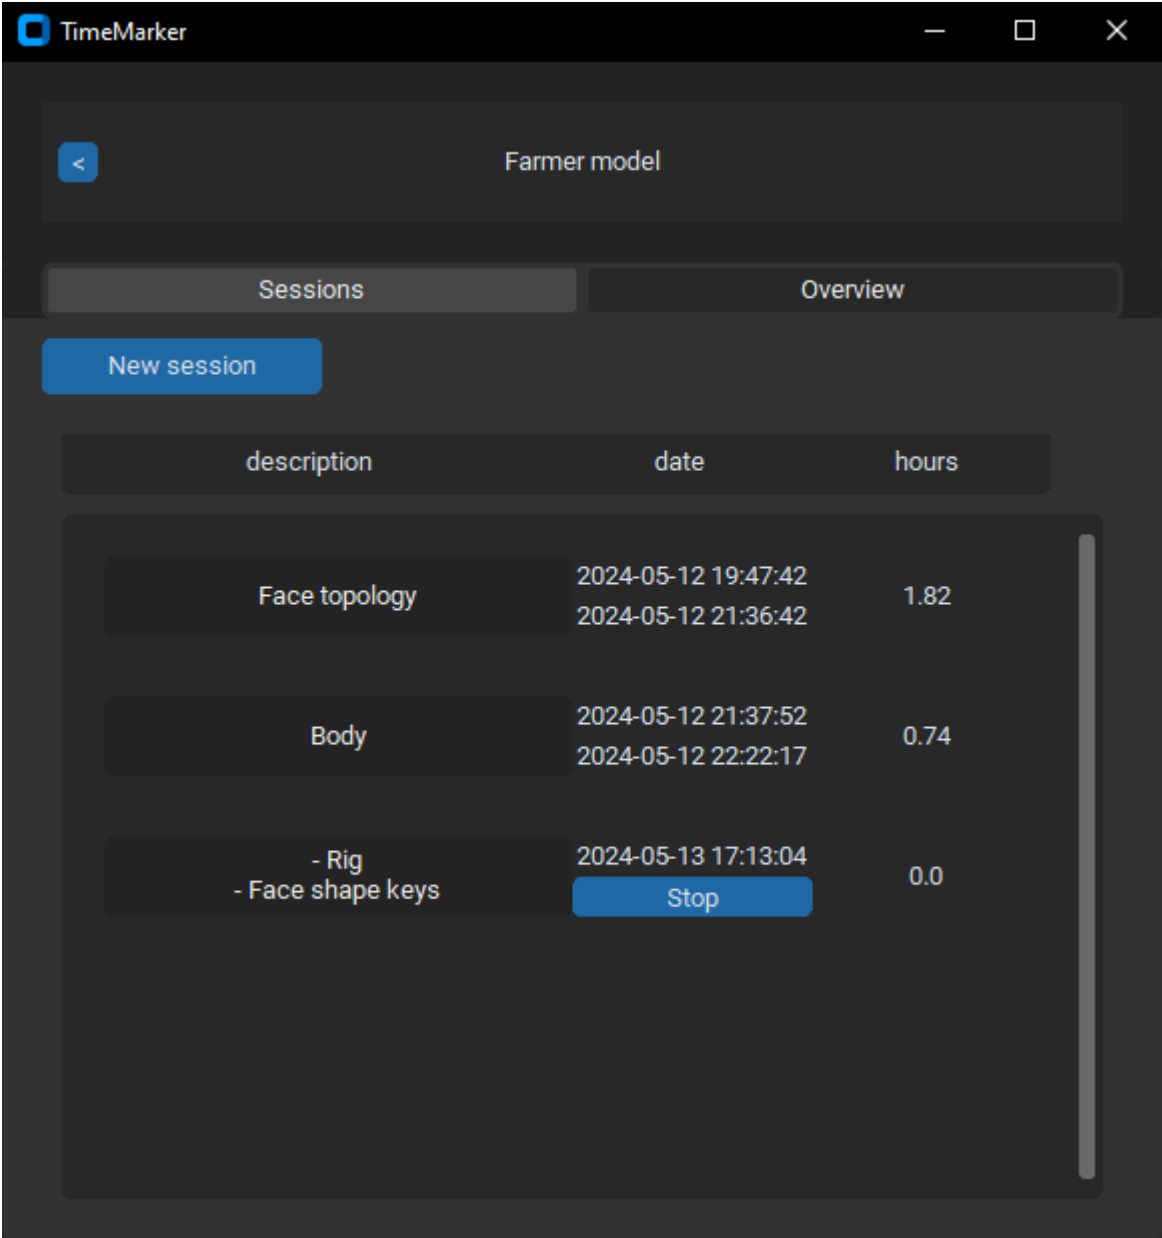 TimeMarker
<
Farmer model
Sessions
Overview
New session
description date hours
Face topology
2024-05-12 19:47:42
2024-05-12 21:36:42
1.82
Body
2024-05-12 21:37:52
2024-05-12 22:22:17
0.74
- Rig
- Face shape keys
2024-05-13 17:13:04
Stop
0.0